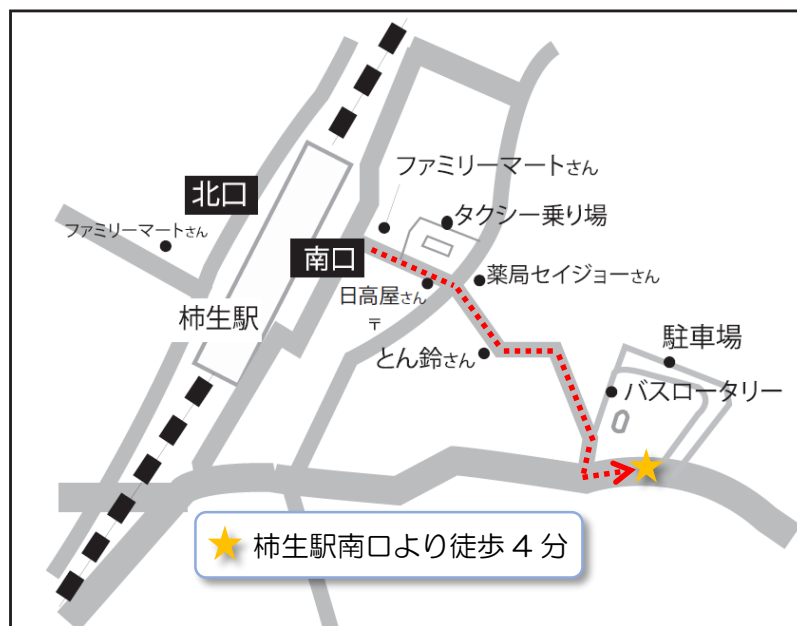 北口
ファミリーマートさん
ファミリーマートさん
タクシー乗り場
南口
薬局セイジョーさん
日高屋さん
〒
柿生駅
とん鈴さん
駐車場
バスロータリー
柿生駅南口より徒歩 4 分